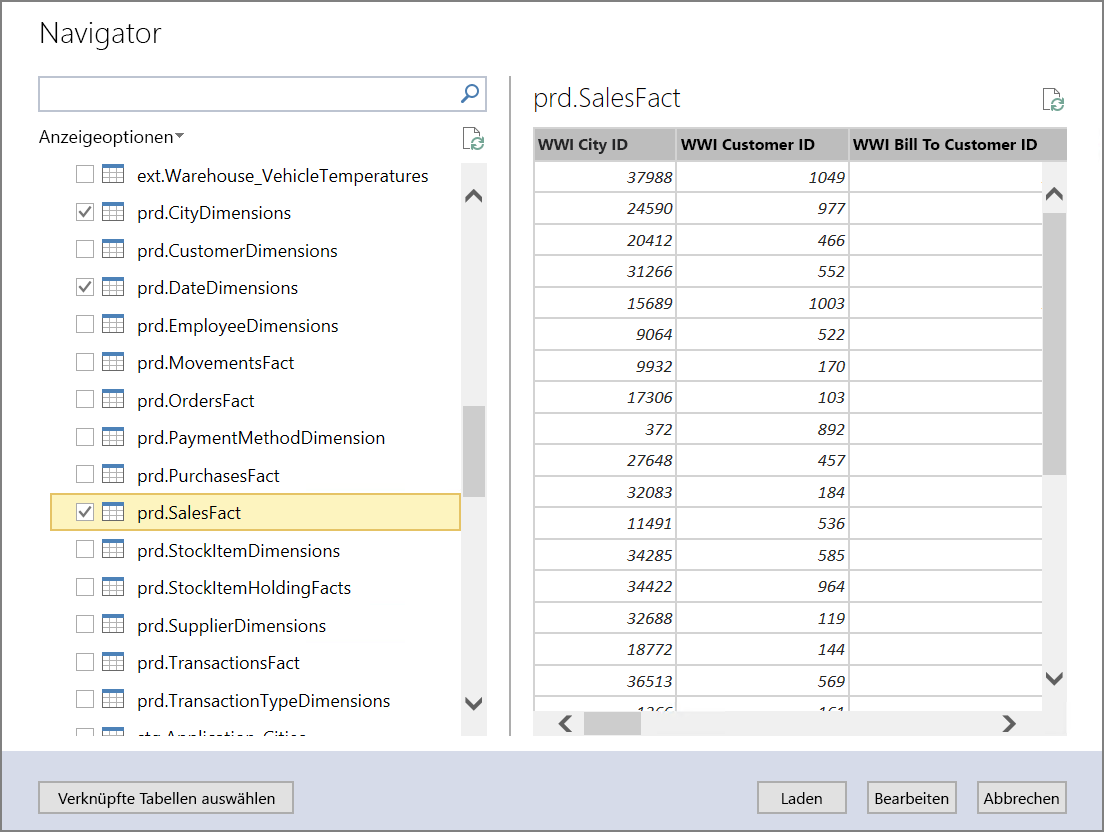 Navigator
Anzeigeoptionen
ext.Warehouse_VehicleTemperatures
prd.CityDimensions
prd.CustomerDimensions
prd.DateDimensions
prd.EmployeeDimensions
prd.MovementsFact
prd.OrdersFact
prd.PaymentMethodDimension
prd.PurchasesFact
prd.SalesFact
prd.StockItemDimensions
prd.StockItemHoldingFacts
prd.SupplierDimensions
prd.TransactionsFact
prd.TransactionTypeDimensions
prd.SalesFact
WWI City ID WWI Customer ID WWI Bill To Customer ID
37988 1049
24590 977
20412 466
31266 552
15689 1003
9064 522
9932 170
17306 103
372 892
27648 457
32083 184
11491 536
34285 585
34422 964
32688 119
18772 144
36513 569
Verknüpfte Tabellen auswählen
Laden Bearbeiten Abbrechen